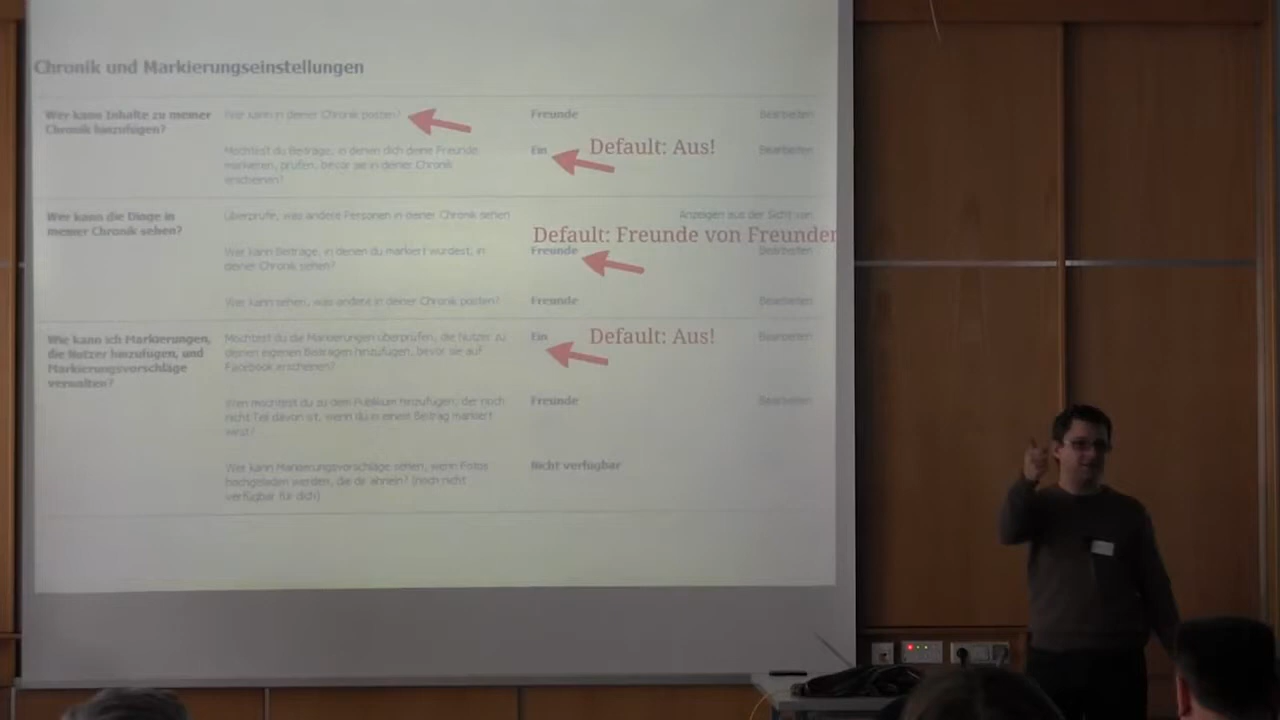 Chronik und Markierungseinstellungen
Wer kann Inhalte zu meiner
Chronik hinzufügen?
Wer kann in deiner Chronik posten?
Freunde
Bearbeiten
Möchtest du Beiträge, in denen dich deine Freunde
markieren, prüfen, bevor sie in deiner Chronik
erscheinen?
Ein
Default: Aus!
Bearbeiten
Wer kann die Dinge in
meiner Chronik sehen?
Überprüfe, was andere Personen in deiner Chronik sehen
Anzeigen aus der Sicht von
Default: Freunde von Freunden
Wer kann Beiträge, in denen du markiert wurdest, in
deiner Chronik sehen?
Freunde
Bearbeiten
Wer kann sehen, was andere in deiner Chronik posten?
Freunde
Bearbeiten
Wie kann ich Markierungen,
die Nutzer hinzufügen, und
Markierungsvorschläge
verwalten?
Möchtest du die Markierungen überprüfen, die Nutzer zu
deinen eigenen Beiträgen hinzufügen, bevor sie auf
Facebook erscheinen?
Ein
Default: Aus!
Bearbeiten
Wen möchtest du zu dem Publikum hinzufügen, der noch
nicht Teil davon ist, wenn du in einem Beitrag markiert
wirst?
Freunde
Bearbeiten
Wer kann Markierungsvorschläge sehen, wenn Fotos
hochgeladen werden, die dir ähneln? (noch nicht
verfügbar für dich)
Nicht verfügbar